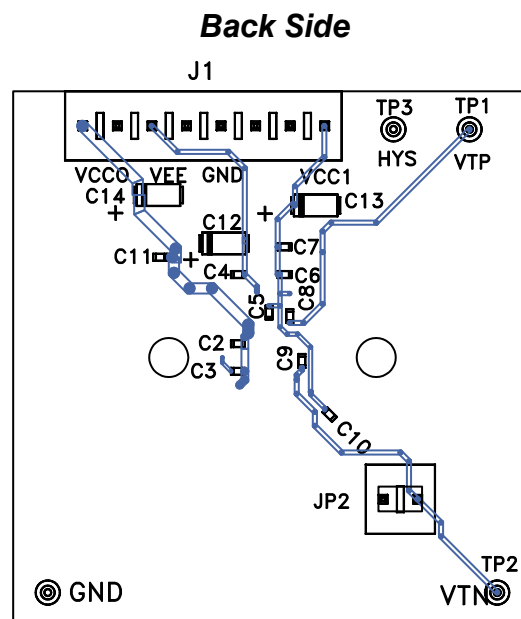 Back Side
J1
TP3
TP1
HYS
VTP
VCCO VEE GND VCC1
C14
C13
C12
C11
C7
C4
C6
C8
C5
C2
C9
C3
C10
JP2
TP2
GND
VTN